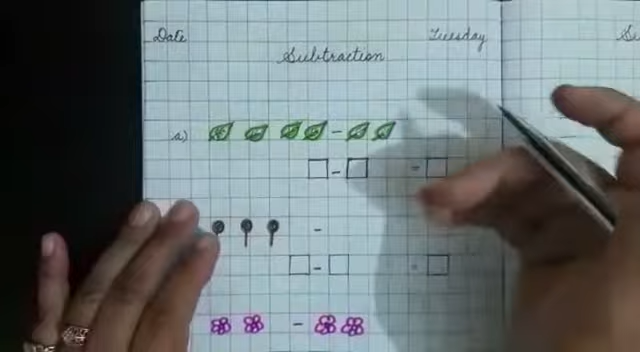 Date
Tuesday
Subtraction
a)
-
□ - □ = □
-
□ - □ = □
-